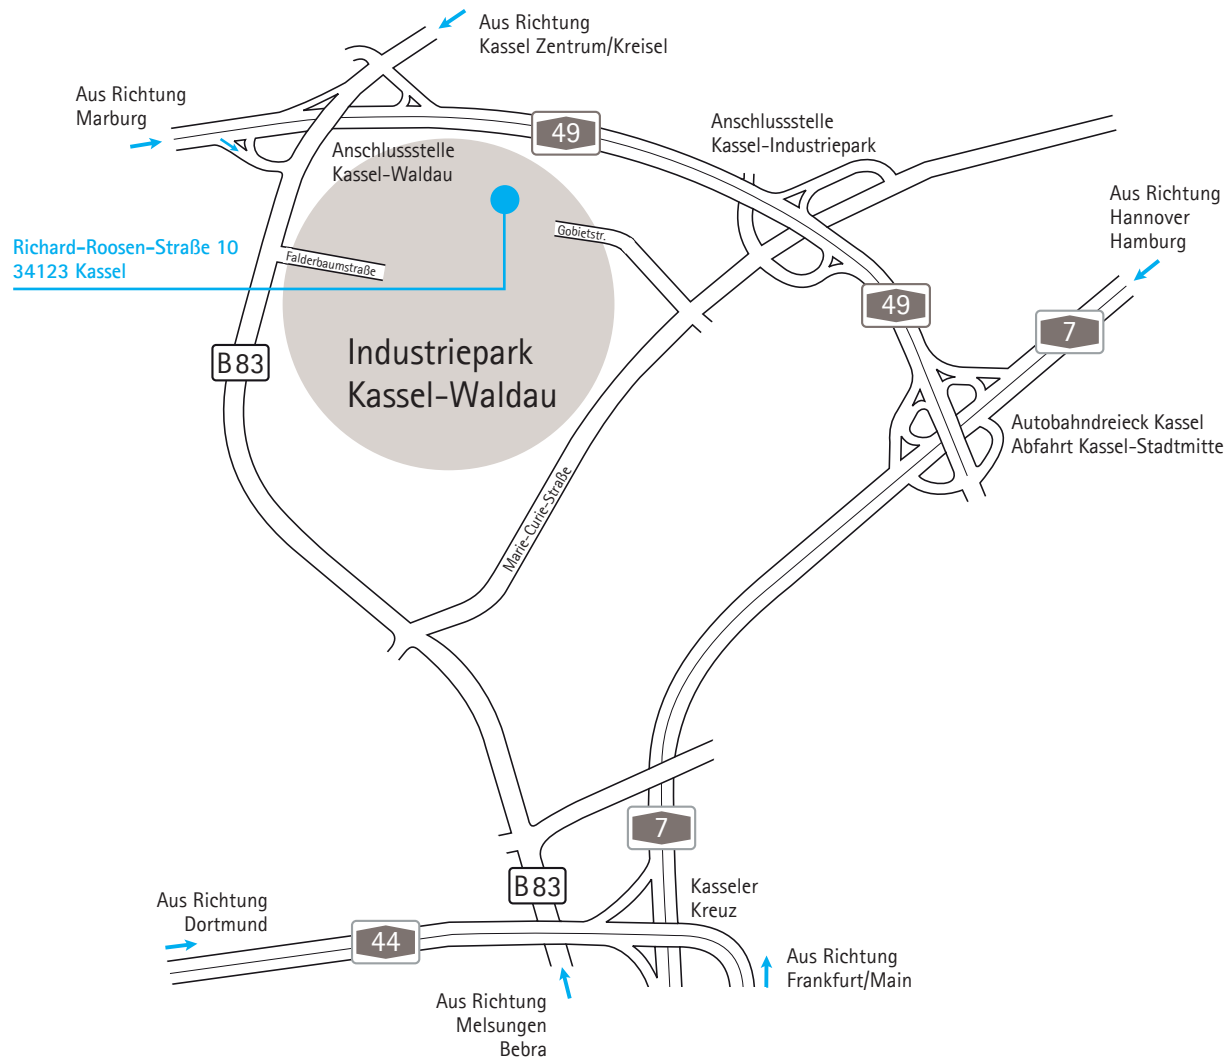 Aus Richtung
Kassel Zentrum/Kreisel
Aus Richtung
Marburg
49
Anschlussstelle
Kassel-Industriepark
Anschlussstelle
Kassel-Waldau
Aus Richtung
Hannover
Hamburg
Richard-Roosen-Straße 10
34123 Kassel
Gobietstr.
Falderbaumstraße
49
7
B 83
Industriepark
Kassel-Waldau
Autobahndreieck Kassel
Abfahrt Kassel-Stadtmitte
Marie-Curie-Straße
7
B 83
Kasseler
Kreuz
Aus Richtung
Dortmund
44
Aus Richtung
Frankfurt/Main
Aus Richtung
Melsungen
Bebra